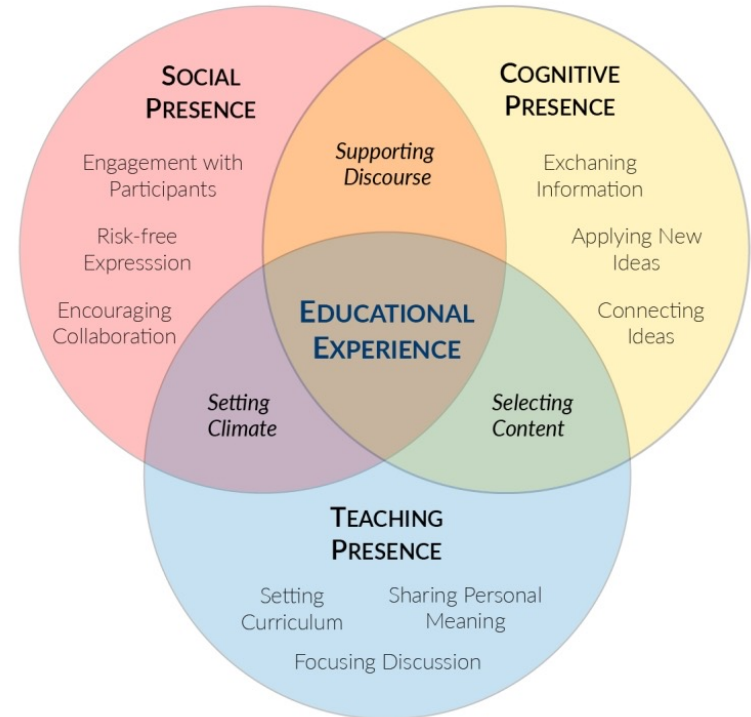 SOCIAL
PRESENCE
Engagement with
Participants
Risk-free
Expresssion
Encouraging
Collaboration
Supporting
Discourse
COGNITIVE
PRESENCE
Exchaning
Information
Applying New
Ideas
Connecting
Ideas
EDUCATIONAL
EXPERIENCE
Setting
Climate
Selecting
Content
TEACHING
PRESENCE
Setting
Curriculum
Sharing Personal
Meaning
Focusing Discussion